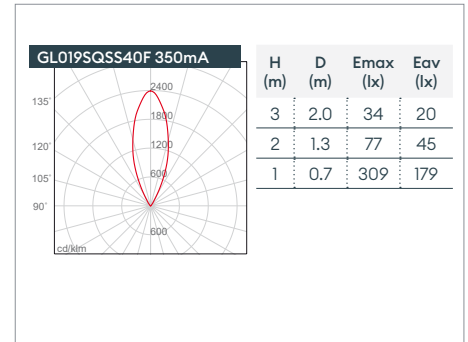 GL019SQSS40F 350mA
2400
135°
1800
120°
1200
105°
600
90°
600
cd/klm
H D Emax Eav
(m) (m) (lx) (lx)
3 2.0 34 20
2 1.3 77 45
1 0.7 309 179